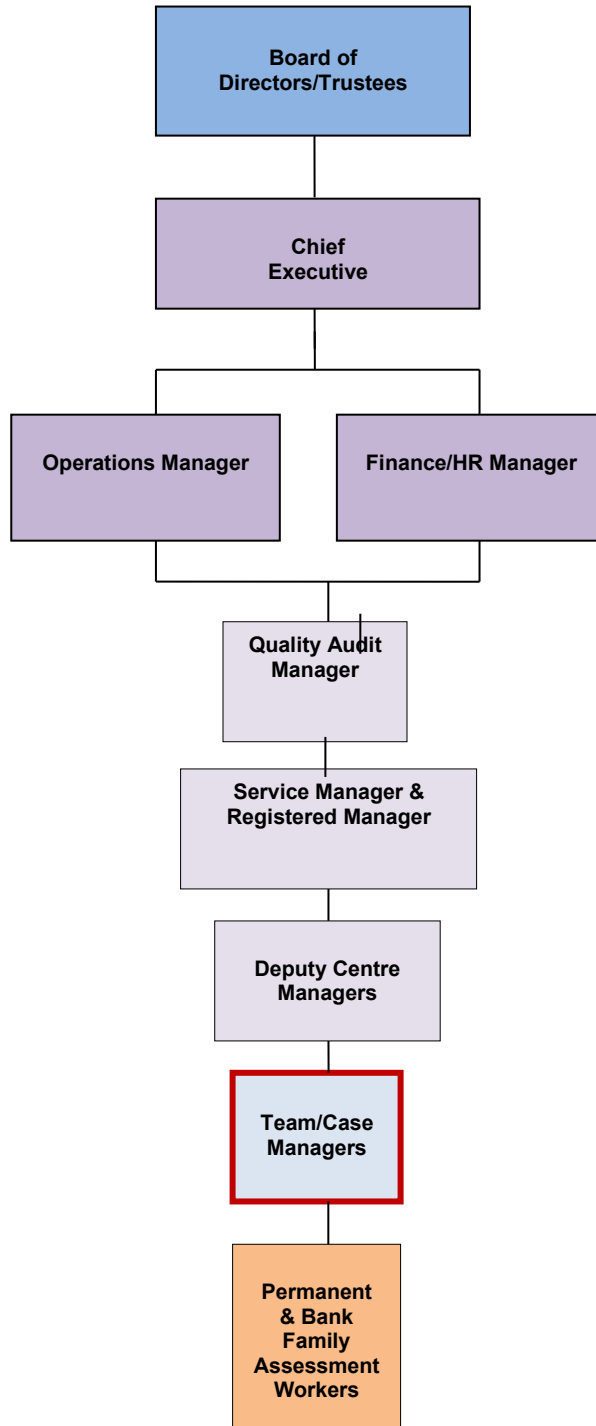 Board of
Directors/Trustees
Chief
Executive
Operations Manager
Finance/HR Manager
Quality Audit
Manager
Service Manager &
Registered Manager
Deputy Centre
Managers
Team/Case
Managers
Permanent
& Bank
Family
Assessment
Workers